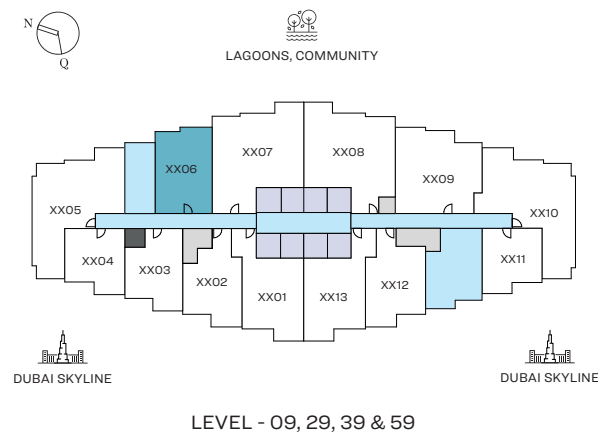 N
Q
LAGOONS, COMMUNITY
XX07
XX08
XX06
XX09
XX05
XX10
XX04
XX03
XX02
XX01
XX13
XX12
XX11
DUBAI SKYLINE
DUBAI SKYLINE
LEVEL - 09, 29, 39 & 59